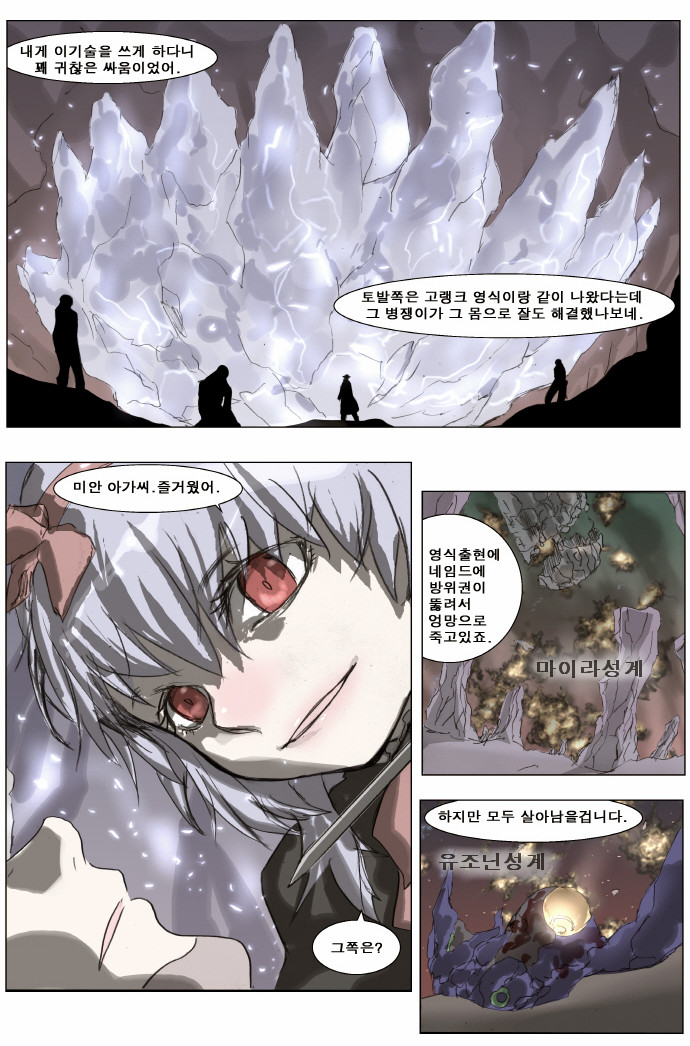 내게 이기술을 쓰게 하다니
꽤 귀찮은 싸움이었어.
토발쪽은 고랭크 영식이랑 같이 나왔다는데
그 병쟁이가 그 몸으로 잘도 해결했나보네.
미안 아가씨.즐거웠어.
그쪽은?
영식출현에
네임드에
방위권이
뚫려서
엉망으로
죽고있죠.
마이라성계
하지만 모두 살아남을겁니다.
유조닌성계